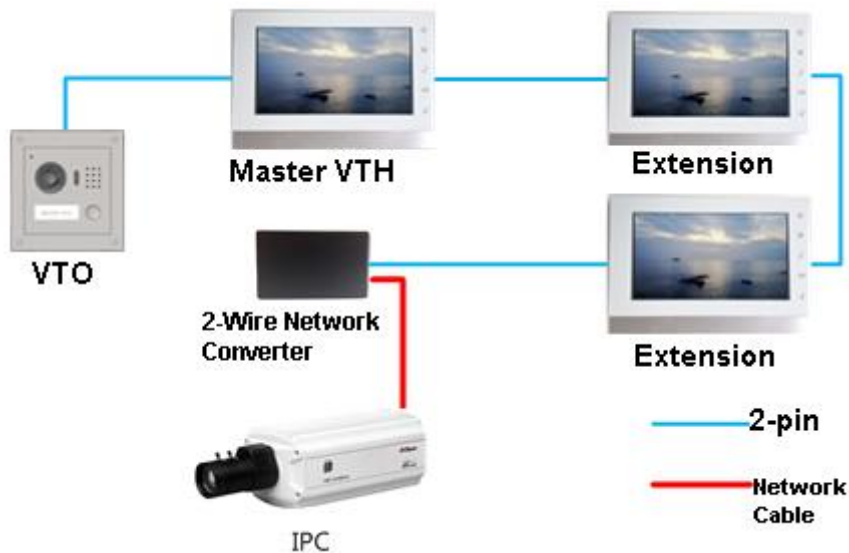 Master VTH
Extension
VTO
2-Wire Network
Converter
Extension
2-pin
Network
Cable
IPC